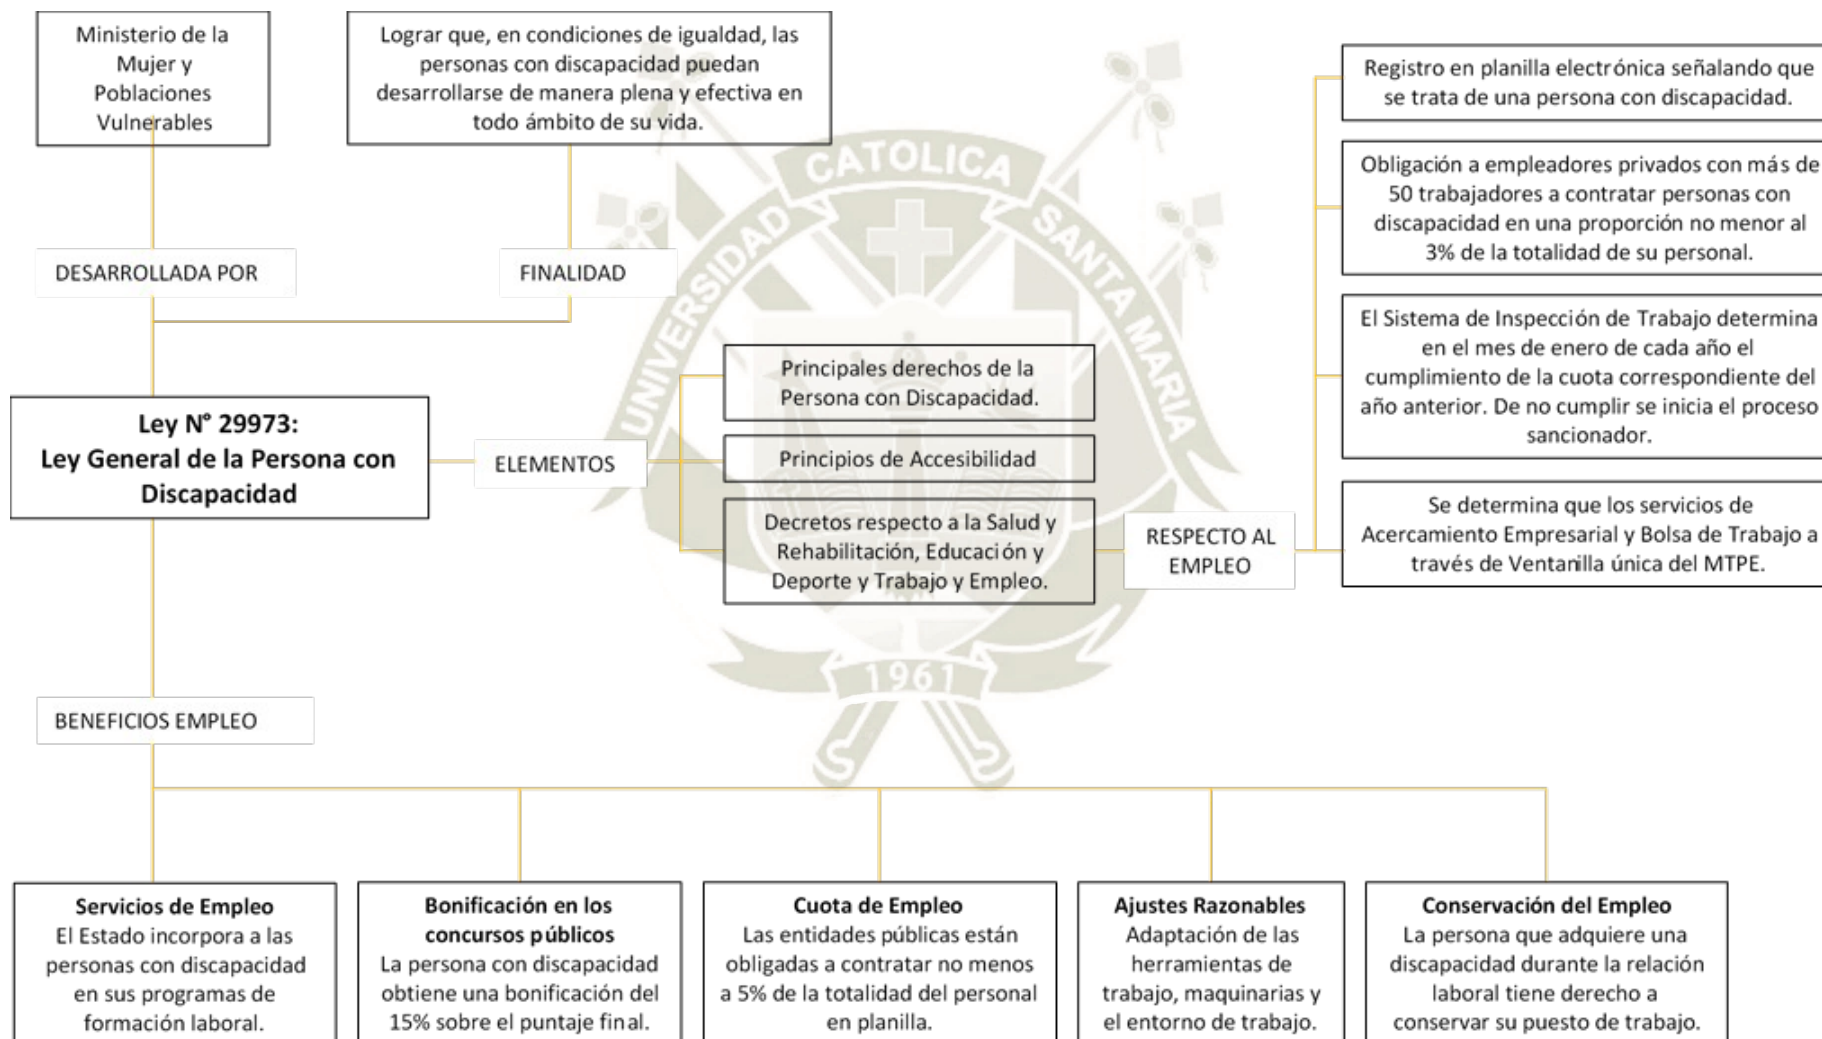 Ministerio de la
Mujer y
Poblaciones
Vulnerables
Lograr que, en condiciones de igualdad, las
personas con discapacidad puedan
desarrollarse de manera plena y efectiva en
todo ámbito de su vida.
DESARROLLADA POR
FINALIDAD
Ley N° 29973:
Ley General de la Persona con
Discapacidad
ELEMENTOS
Principales derechos de la
Persona con Discapacidad.
Principios de Accesibilidad
Decretos respecto a la Salud y
Rehabilitación, Educación y
Deporte y Trabajo y Empleo.
RESPECTO AL
EMPLEO
Registro en planilla electrónica señalando que
se trata de una persona con discapacidad.
Obligación a empleadores privados con más de
50 trabajadores a contratar personas con
discapacidad en una proporción no menor al
3% de la totalidad de su personal.
El Sistema de Inspección de Trabajo determina
en el mes de enero de cada año el
cumplimiento de la cuota correspondiente del
año anterior. De no cumplir se inicia el proceso
sancionador.
Se determina que los servicios de
Acercamiento Empresarial y Bolsa de Trabajo a
través de Ventanilla única del MTPE.
BENEFICIOS EMPLEO
Servicios de Empleo
El Estado incorpora a las
personas con discapacidad
en sus programas de
formación laboral.
Bonificación en los
concursos públicos
La persona con discapacidad
obtiene una bonificación del
15% sobre el puntaje final.
Cuota de Empleo
Las entidades públicas están
obligadas a contratar no menos
a 5% de la totalidad del personal
en planilla.
Ajustes Razonables
Adaptación de las
herramientas de
trabajo, maquinarias y
el entorno de trabajo.
Conservación del Empleo
La persona que adquiere una
discapacidad durante la relación
laboral tiene derecho a
conservar su puesto de trabajo.
UNIVERSIDAD CATOLICA SANTA MARIA
1961